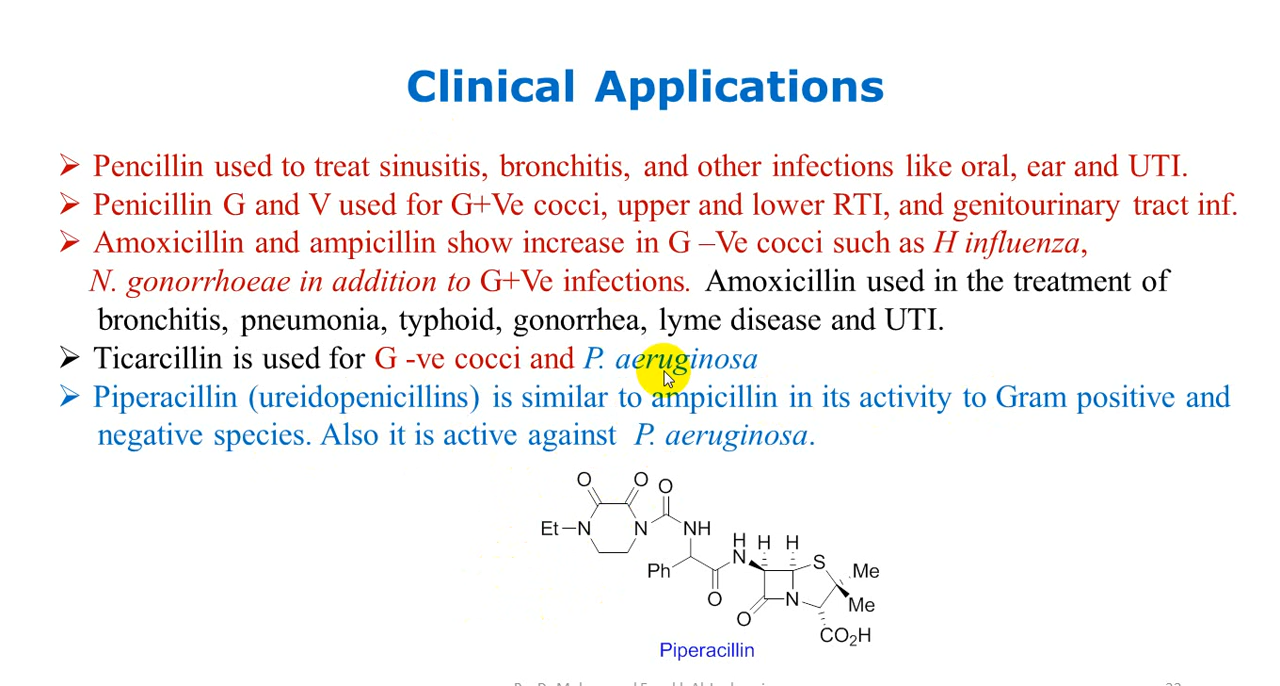 Clinical Applications
➢ Pencillin used to treat sinusitis, bronchitis, and other infections like oral, ear and UTI.
➢ Penicillin G and V used for G+Ve cocci, upper and lower RTI, and genitourinary tract inf.
➢ Amoxicillin and ampicillin show increase in G –Ve cocci such as H influenza,
N. gonorrhoeae in addition to G+Ve infections. Amoxicillin used in the treatment of
bronchitis, pneumonia, typhoid, gonorrhea, lyme disease and UTI.
➢ Ticarcillin is used for G -ve cocci and P. aeruginosa
➢ Piperacillin (ureidopenicillins) is similar to ampicillin in its activity to Gram positive and
negative species. Also it is active against P. aeruginosa.
O O O
Et N N NH
H H H
N S Me
Ph
N Me
O O
CO₂H
Piperacillin